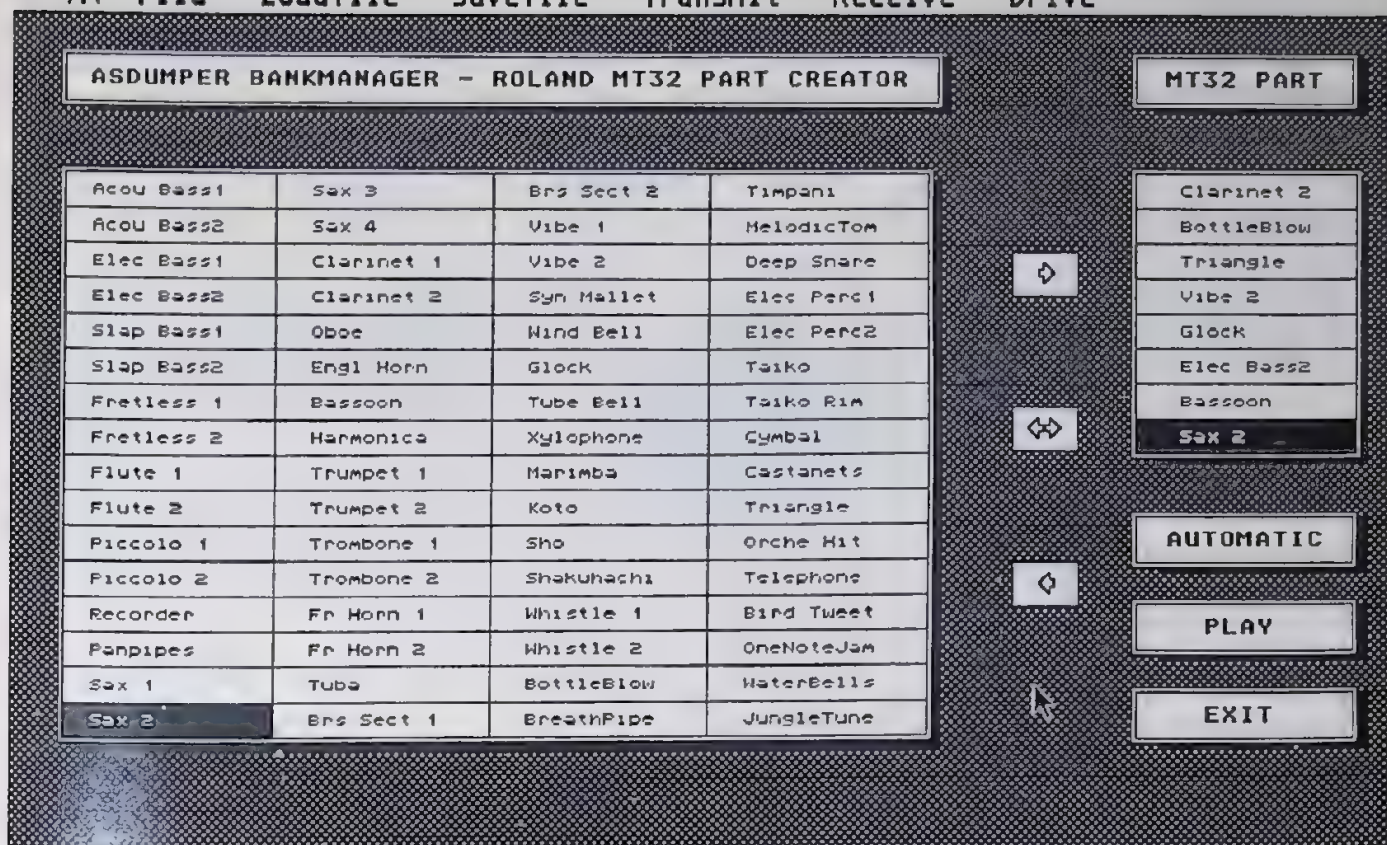 File Loadfile Savefile Transmit Receive Drive
ASDUMPER BANKMANAGER - ROLAND MT32 PART CREATOR
MT32 PART
Acou Bass1 Sax 3 Brs Sect 2 Timpani
Clarinet 2
Acou Bass2 Sax 4 Vibe 1 MelodicTom
BottleBlow
Elec Bass1 Clarinet 1 Vibe 2 Deep Snare
Triangle
Elec Bass2 Clarinet 2 Syn Mallet Elec Perc1
Vibe 2
Slap Bass1 Oboe Wind Bell Elec Perc2
Glock
Slap Bass2 Engl Horn Glock Taiko
Elec Bass2
Fretless 1 Bassoon Tube Bell Taiko Rim
Bassoon
Fretless 2 Harmonica Xylophone Cymbal
Sax 2
Flute 1 Trumpet 1 Marimba Castanets
Flute 2 Trumpet 2 Koto Triangle
Piccolo 1 Trombone 1 Sho Orche Hit
AUTOMATIC
Piccolo 2 Trombone 2 Shakuhachi Telephone
Recorder Fr Horn 1 Whistle 1 Bird Tweet
PLAY
Panpipes Fr Horn 2 Whistle 2 OneNoteJam
Sax 1 Tuba BottleBlow WaterBells
Sax 2 Brs Sect 1 BreathPipe JungleTune
EXIT